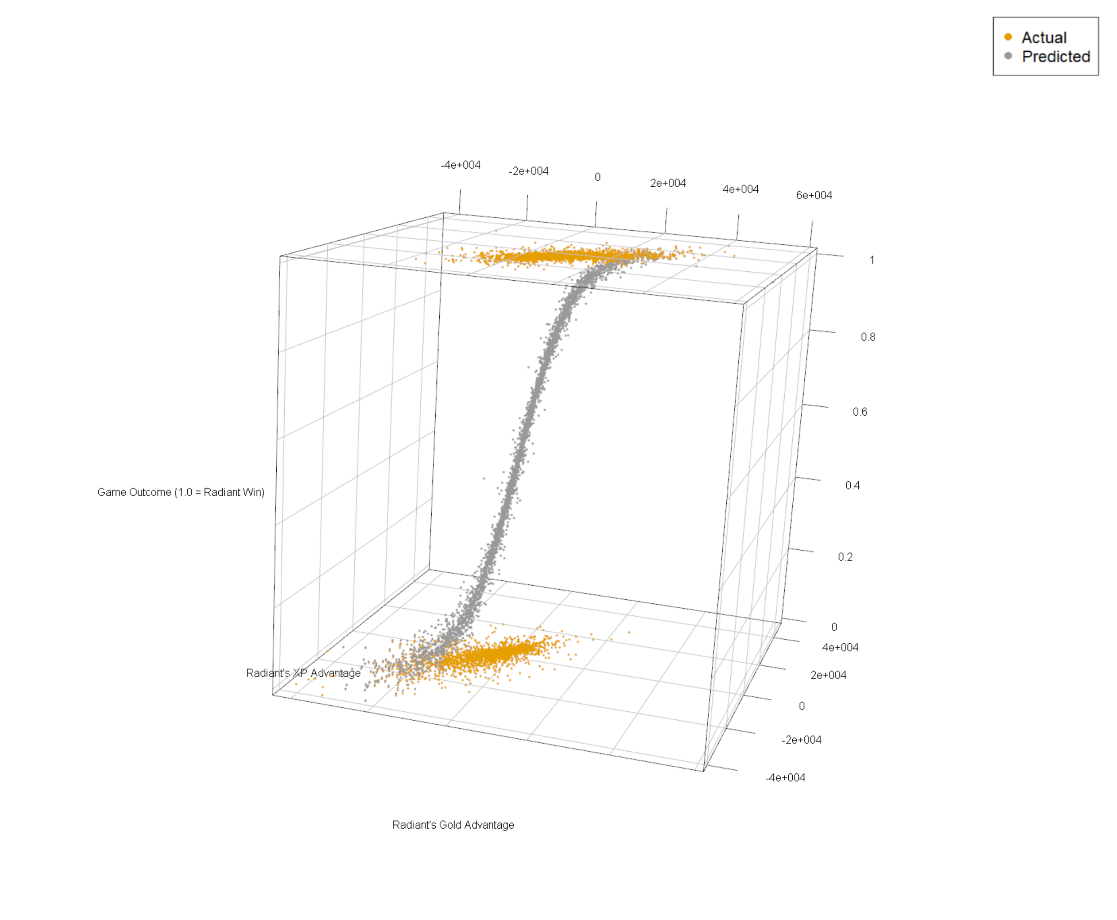 Actual
Predicted
-4e+004
-2e+004
0
2e+004
4e+004
6e+004
1
0.8
0.6
0.4
0.2
0
Game Outcome (1.0 = Radiant Win)
4e+004
2e+004
0
-2e+004
-4e+004
Radiant's XP Advantage
Radiant's Gold Advantage